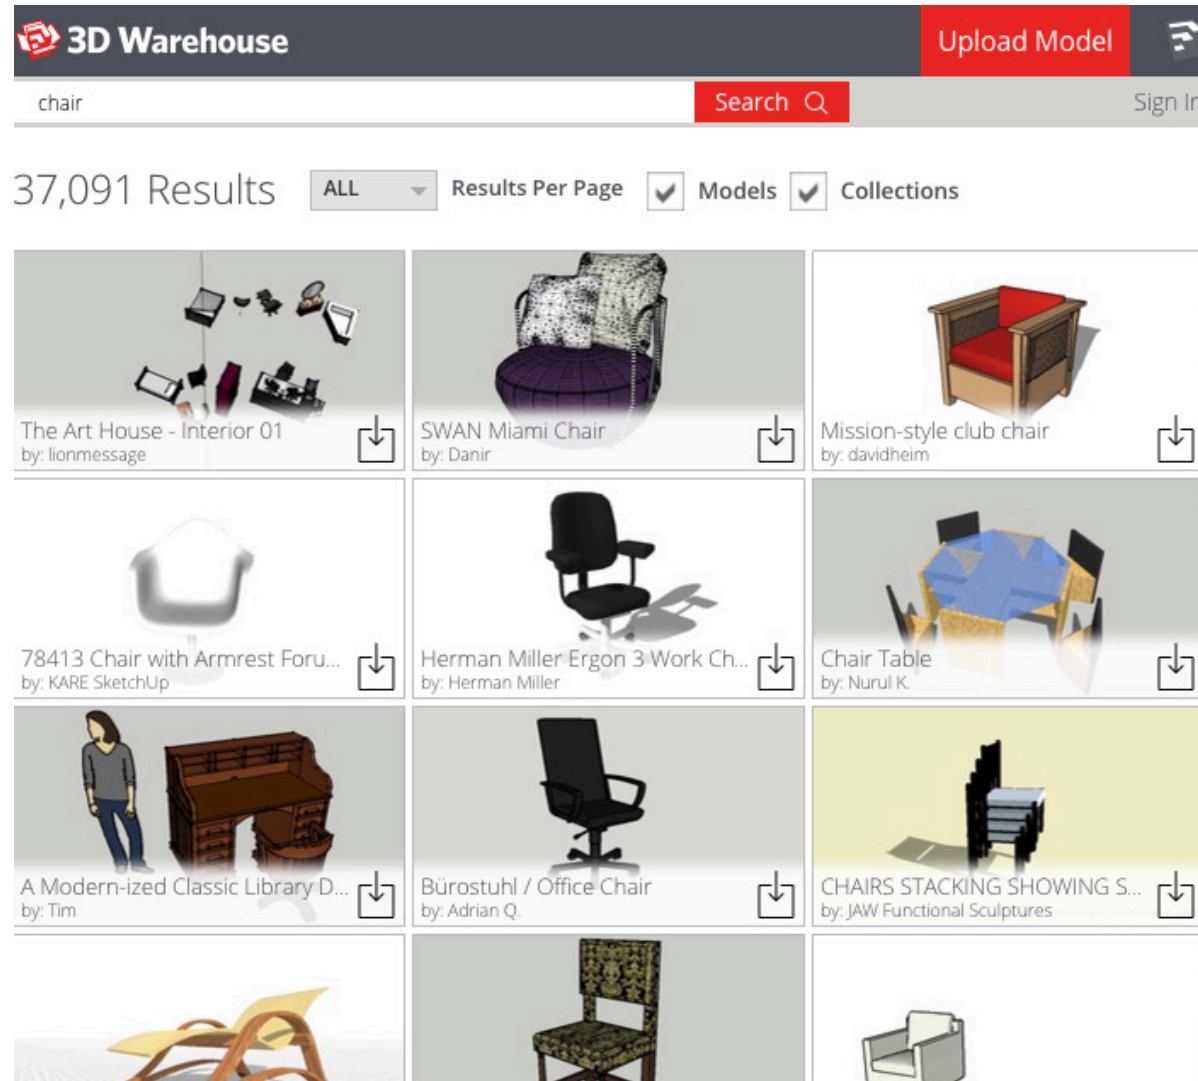 3D Warehouse
Upload Model
chair
Search
Sign In
37,091 Results
ALL
Results Per Page
Models
Collections
The Art House - Interior 01
by: lionmessage
SWAN Miami Chair
by: Danir
Mission-style club chair
by: davidheim
78413 Chair with Armrest Foru...
by: KARE SketchUp
Herman Miller Ergon 3 Work Ch...
by: Herman Miller
Chair Table
by: Nurul K.
A Modern-ized Classic Library D...
by: Tim
Bürostuhl / Office Chair
by: Adrian Q.
CHAIRS STACKING SHOWING S...
by: JAW Functional Sculptures